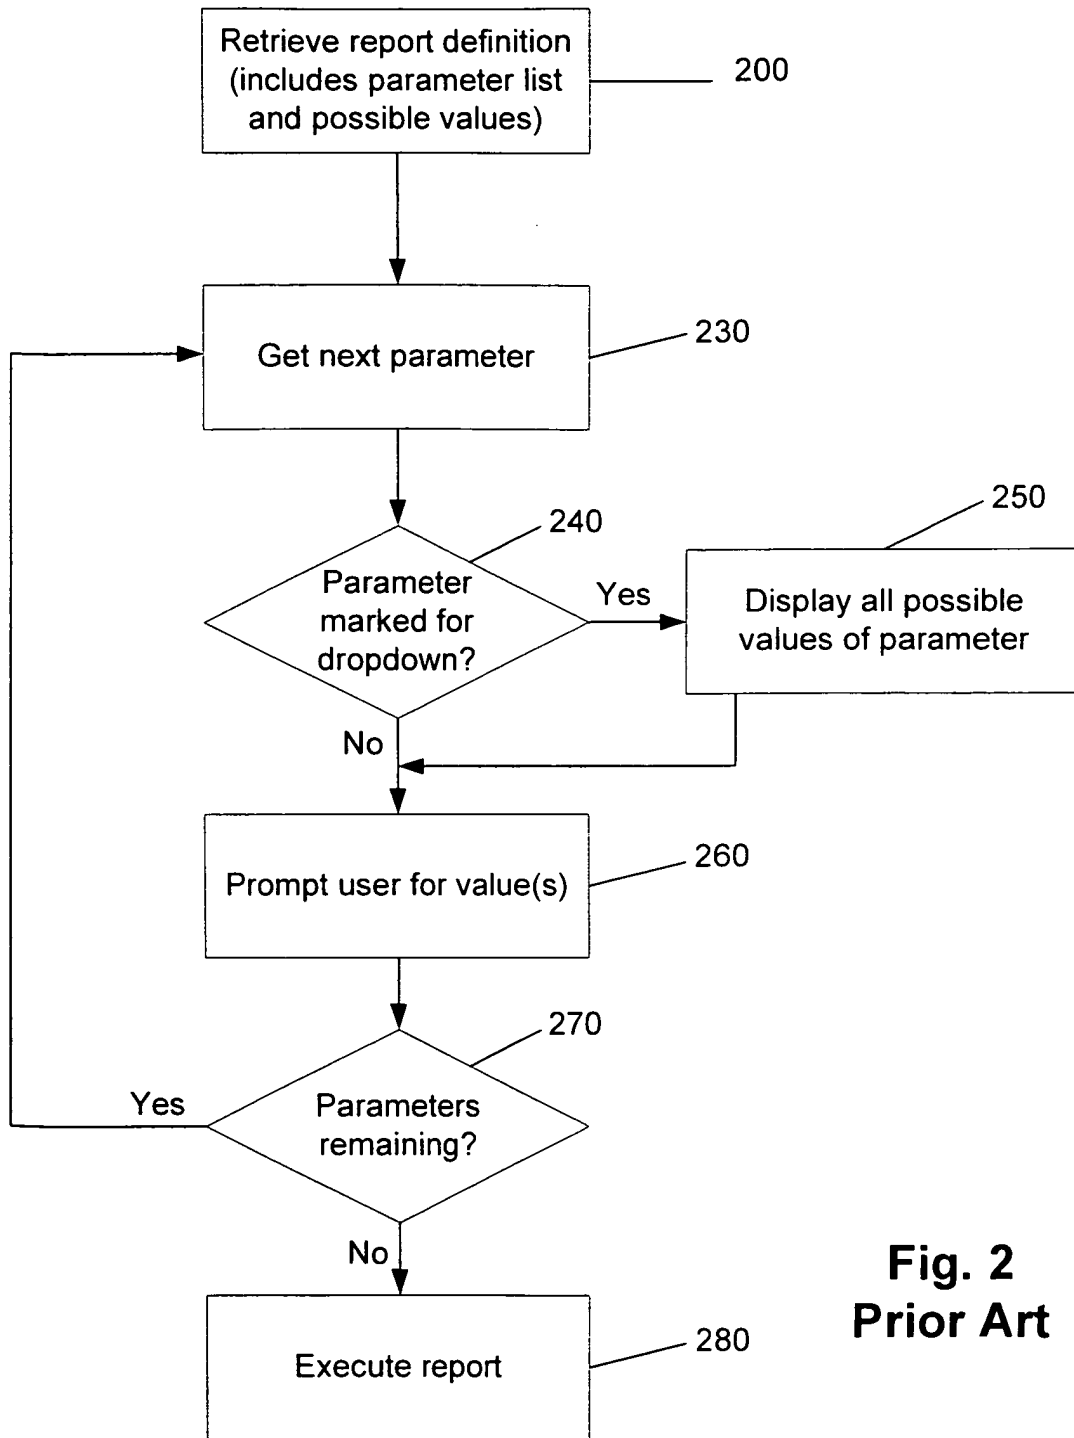 Retrieve report definition
(includes parameter list
and possible values)
200
Get next parameter
230
240
250
Parameter
marked for
dropdown?
Yes
Display all possible
values of parameter
No
Prompt user for value(s)
260
270
Yes
Parameters
remaining?
No
Execute report
280
Fig. 2
Prior Art